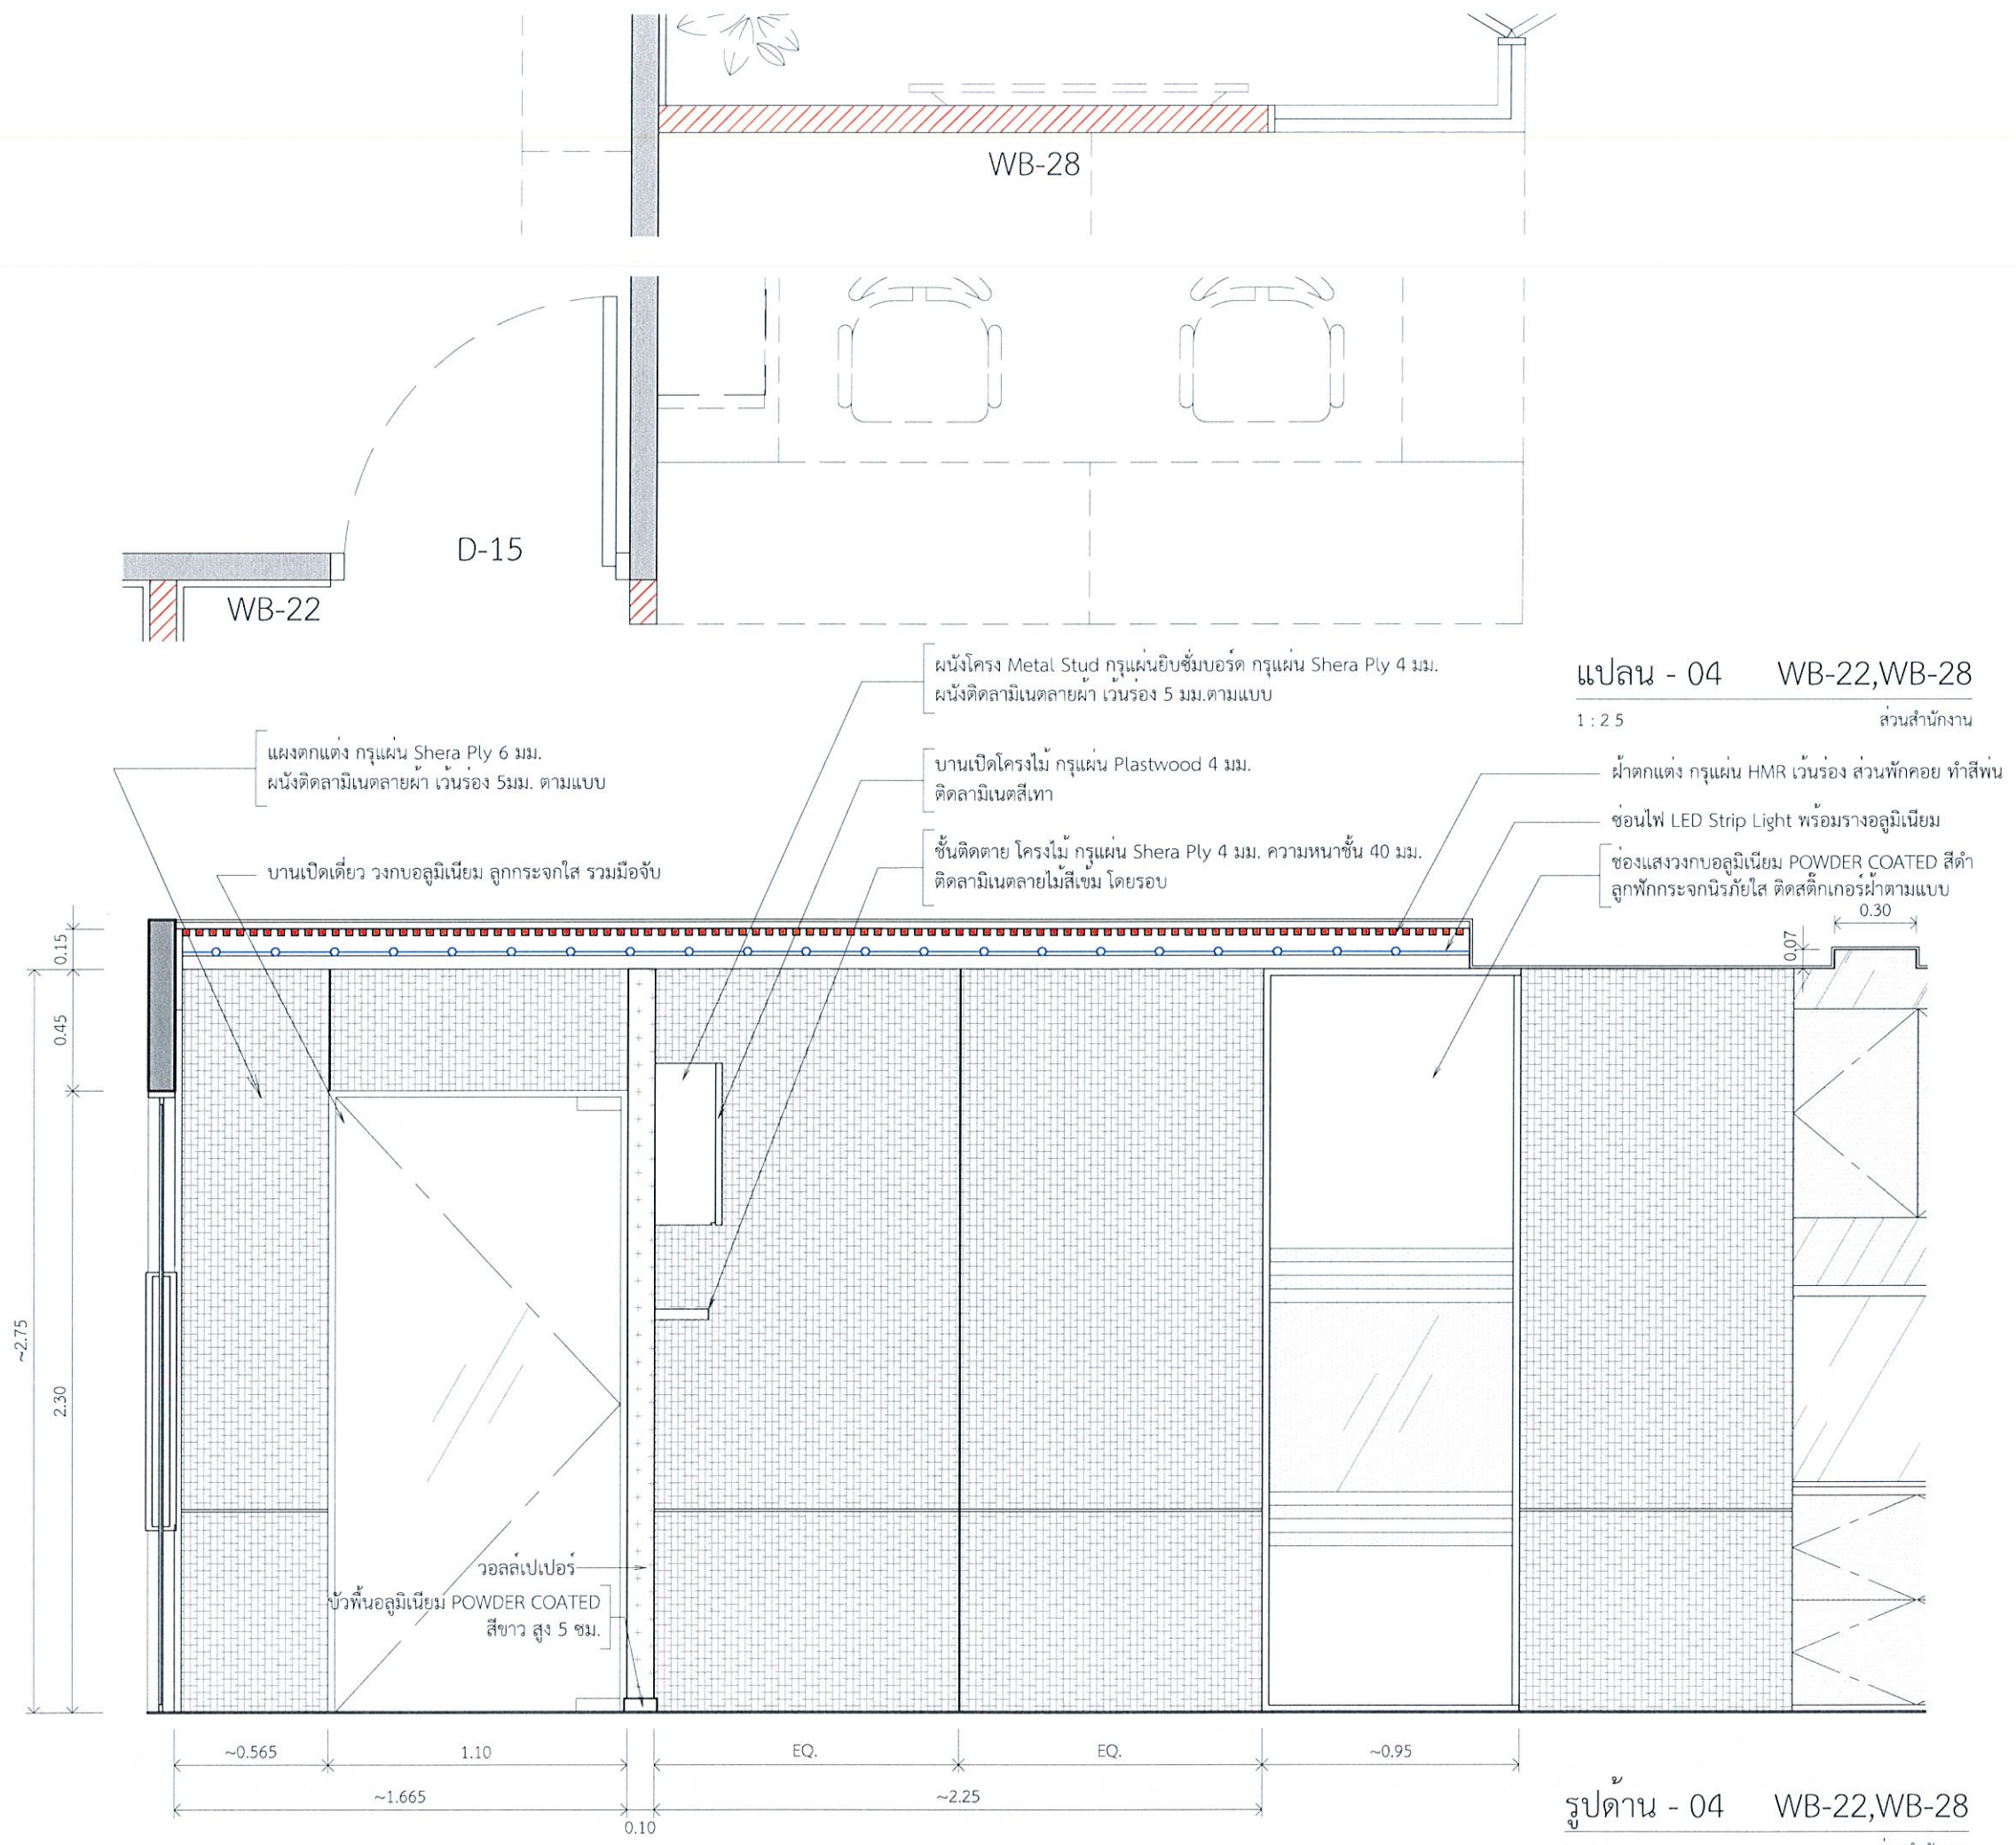 WB-28
D-15
WB-22
แปลน - 04 WB-22,WB-28
1 : 2 5 ส่วนสำนักงาน
ผนังโครง Metal Stud กรุแผ่นยิบซั่มบอร์ด กรุแผ่น Shera Ply 4 มม.
ผนังติดลามิเนตลายผ้า เว้นร่อง 5 มม.ตามแบบ
แผงตกแต่ง กรุแผ่น Shera Ply 6 มม.
ผนังติดลามิเนตลายผ้า เว้นร่อง 5มม. ตามแบบ
บานเปิดโครงไม้ กรุแผ่น Plastwood 4 มม.
ติดลามิเนตสีเทา
ฝ้าตกแต่ง กรุแผ่น HMR เว้นร่อง ส่วนพักคอย ทำสีพ่น
ซ่อนไฟ LED Strip Light พร้อมรางอลูมิเนียม
ชั้นติดตาย โครงไม้ กรุแผ่น Shera Ply 4 มม. ความหนาชั้น 40 มม.
ติดลามิเนตลายไม้สีเข้ม โดยรอบ
บานเปิดเดี่ยว วงกบอลูมิเนียม ลูกกระจกใส รวมมือจับ
ช่องแสงวงกบอลูมิเนียม POWDER COATED สีดำ
ลูกฟักกระจกนิรภัยใส ติดสติ๊กเกอร์ฝ้าตามแบบ
0.30
0.07
0.15
0.45
~2.75
2.30
วอลล์เปเปอร์
บัวพื้นอลูมิเนียม POWDER COATED
สีขาว สูง 5 ซม.
~0.565 1.10 EQ. EQ. ~0.95
~1.665 ~2.25
0.10
รูปด้าน - 04 WB-22,WB-28